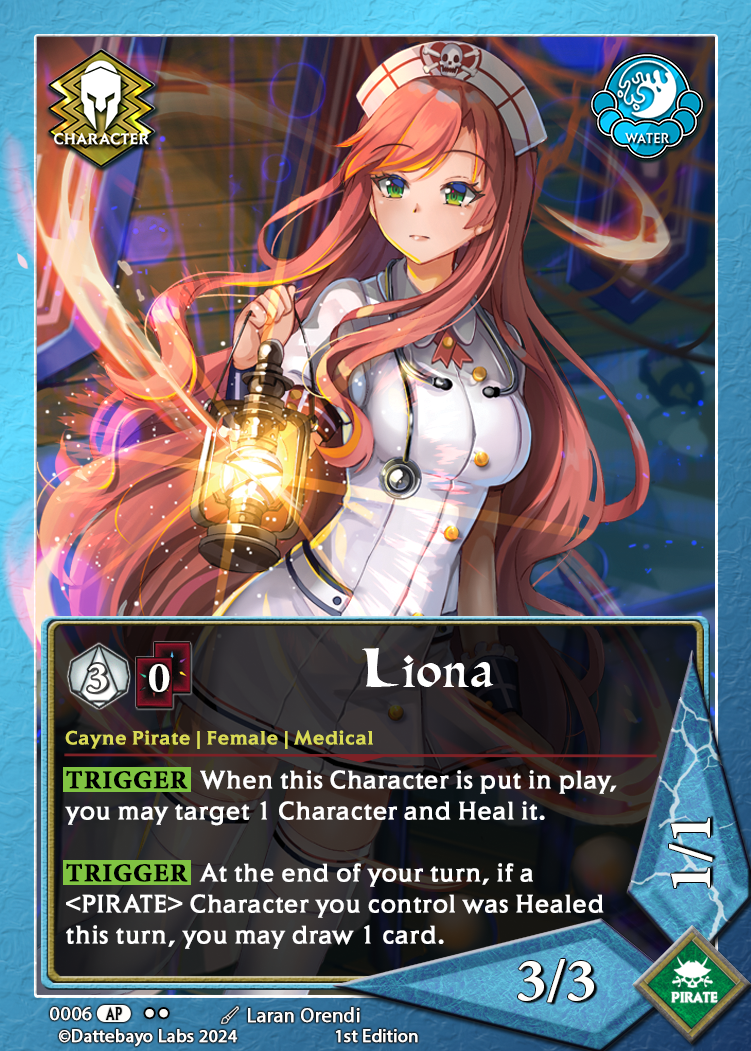 CHARACTER
WATER
3
0
Liona
Cayne Pirate | Female | Medical
TRIGGER When this Character is put in play,
you may target 1 Character and Heal it.
TRIGGER At the end of your turn, if a
<PIRATE> Character you control was Healed
this turn, you may draw 1 card.
1/1
3/3
PIRATE
0006 AP Laran Orendi
©Dattebayo Labs 2024 1st Edition